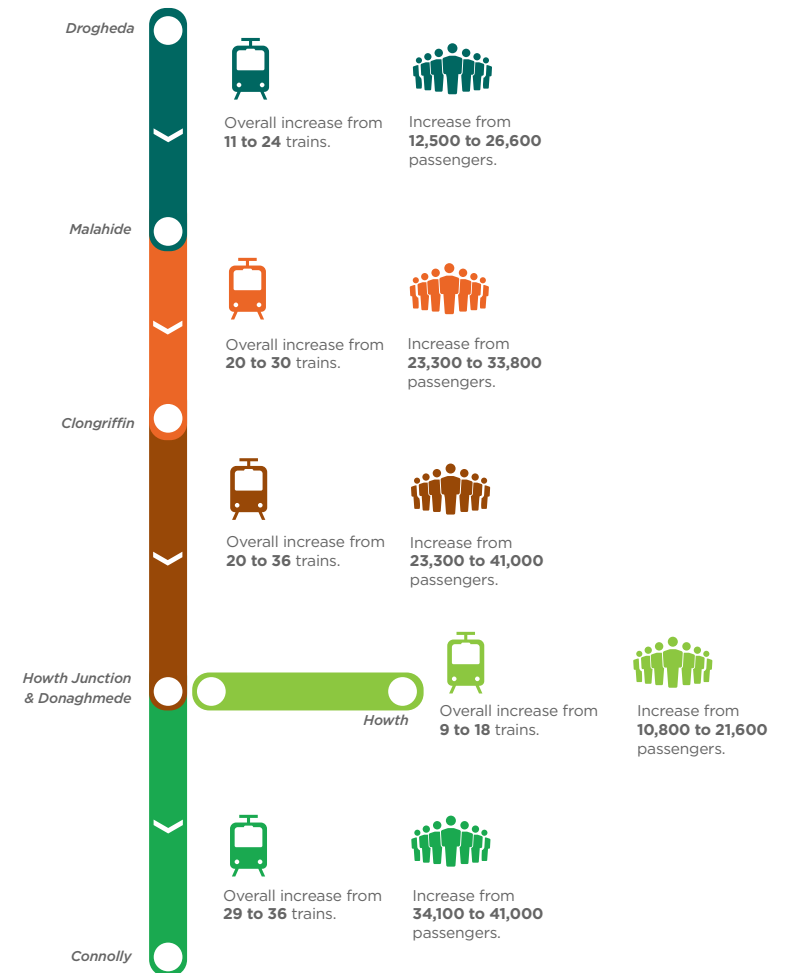 Drogheda
Overall increase from
11 to 24 trains.
Increase from
12,500 to 26,600
passengers.
Malahide
Overall increase from
20 to 30 trains.
Increase from
23,300 to 33,800
passengers.
Clongriffin
Overall increase from
20 to 36 trains.
Increase from
23,300 to 41,000
passengers.
Howth Junction
& Donaghmede
Howth
Overall increase from
9 to 18 trains.
Increase from
10,800 to 21,600
passengers.
Overall increase from
29 to 36 trains.
Increase from
34,100 to 41,000
passengers.
Connolly